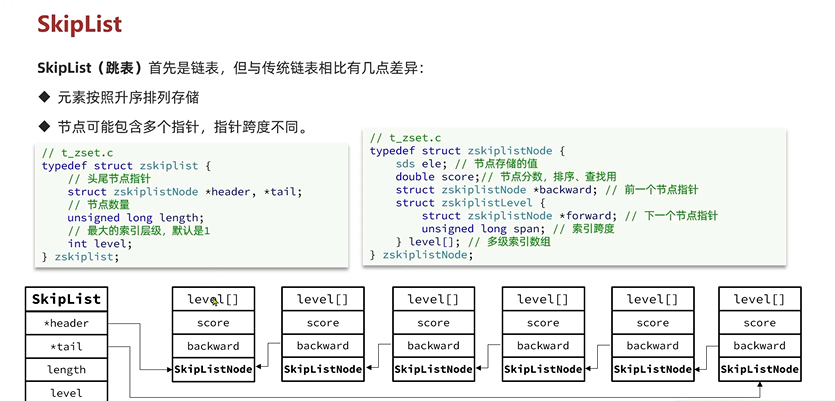 SkipList
SkipList（跳表）首先是链表，但与传统链表相比有几点差异：
◆ 元素按照升序排列存储
◆ 节点可能包含多个指针，指针跨度不同。
// t_zset.c
typedef struct zskiplist {
// 头尾节点指针
struct zskiplistNode *header, *tail;
// 节点数量
unsigned long length;
// 最大的索引层级，默认是1
int level;
} zskiplist;
// t_zset.c
typedef struct zskiplistNode {
sds ele; // 节点存储的值
double score;// 节点分数，排序、查找用
struct zskiplistNode *backward; // 前一个节点指针
struct zskiplistLevel {
struct zskiplistNode *forward; // 下一个节点指针
unsigned long span; // 索引跨度
} level[]; // 多级索引数组
} zskiplistNode;
SkipList
*header
*tail
length
level
level[]
score
backward
SkipListNode
level[]
score
backward
SkipListNode
level[]
score
backward
SkipListNode
level[]
score
backward
SkipListNode
level[]
score
backward
SkipListNode
level[]
score
backward
SkipListNode